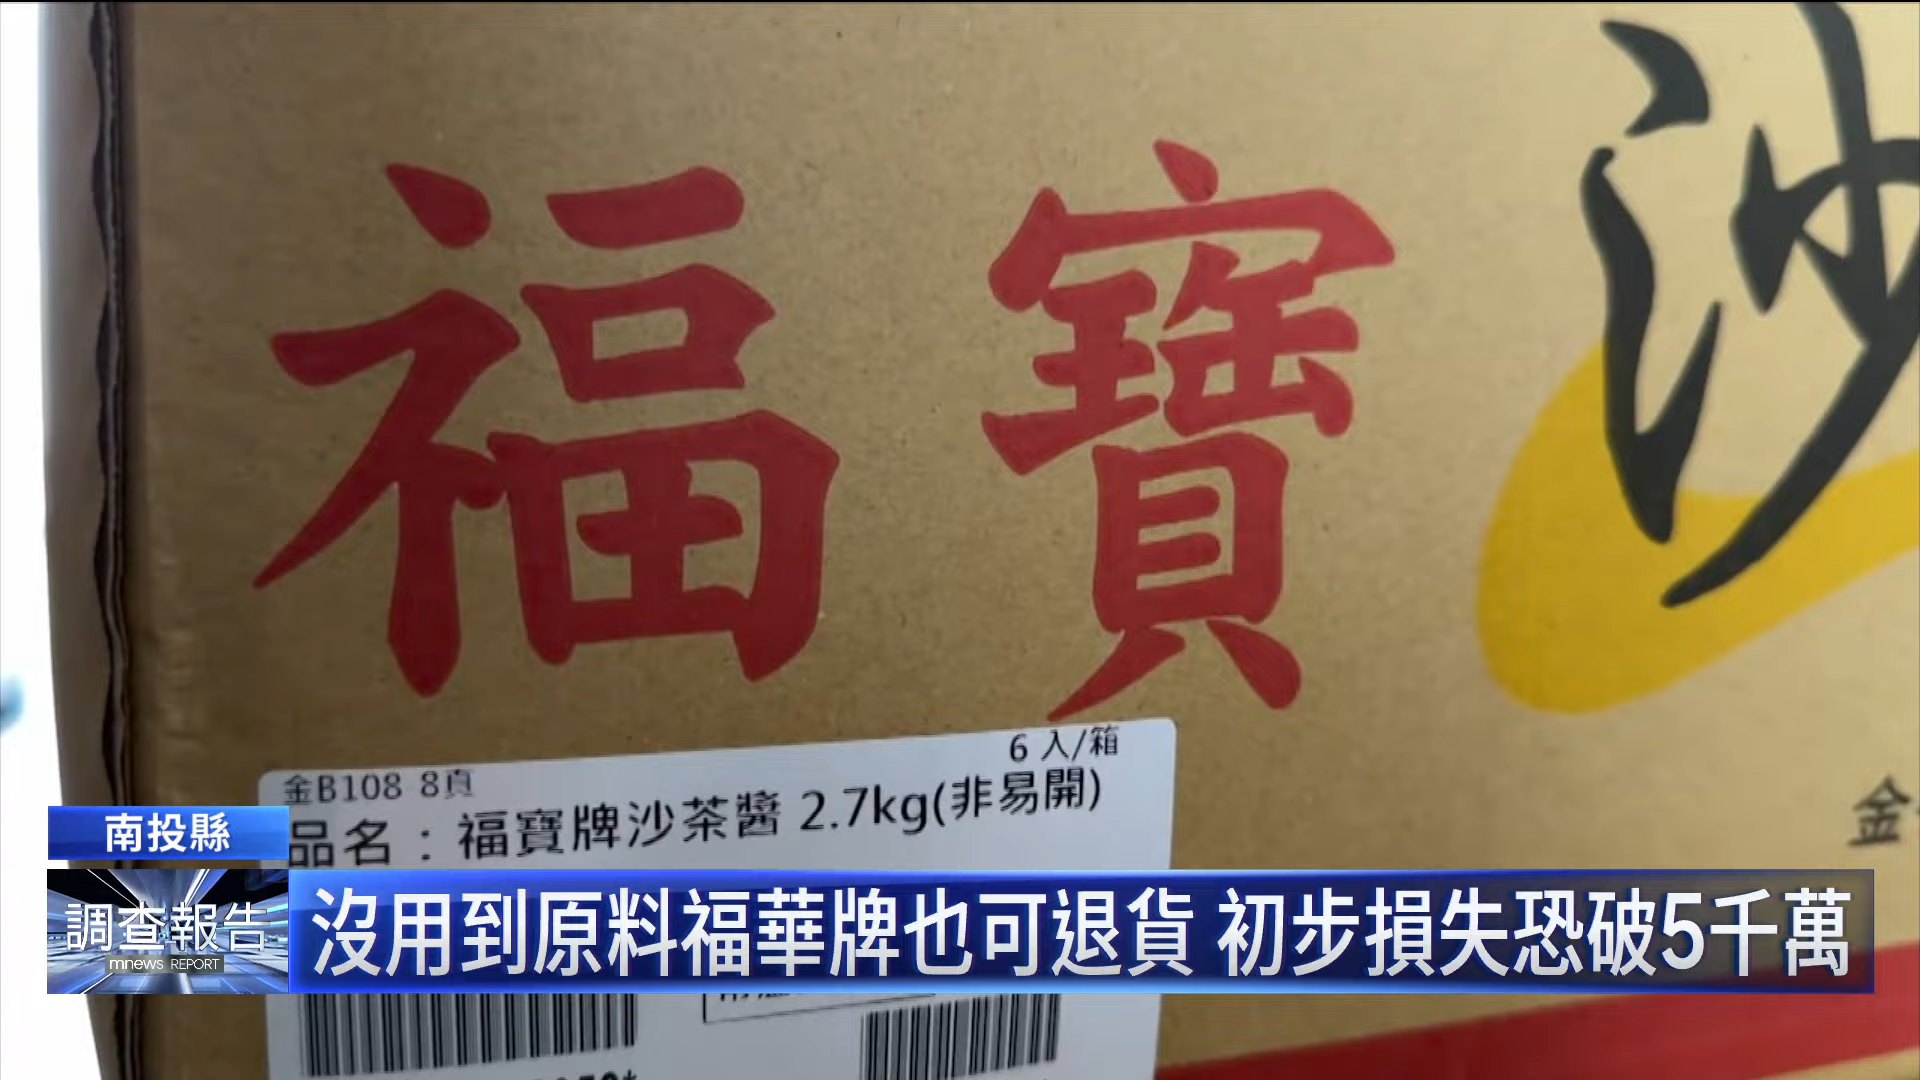 福寶沙
金B108 8真
6入/箱
品名：福寶牌沙茶醬 2.7kg(非易開)
金
南投縣
調查報告
mnews REPORT
沒用到原料福華牌也可退貨 初步損失恐破5千萬